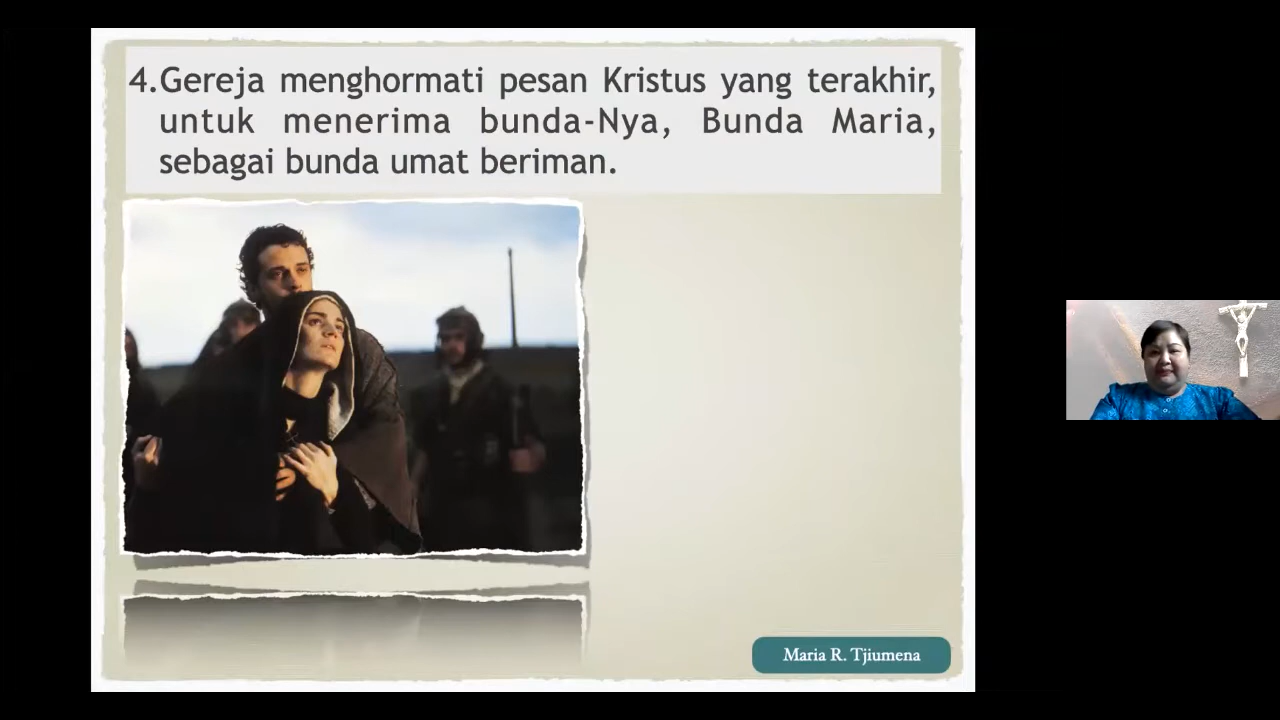 4.Gereja menghormati pesan Kristus yang terakhir,
untuk menerima bunda-Nya, Bunda Maria,
sebagai bunda umat beriman.
Maria R. Tjiumena